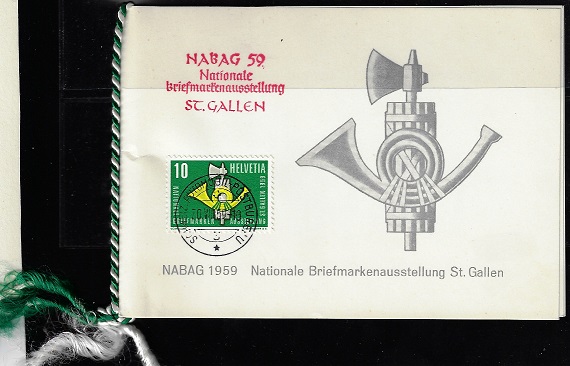 NABAG 59
Nationale
Briefmarkenausstellung
ST. GALLEN
10 HELVETIA
NABAG 1959 Nationale Briefmarkenausstellung St. Gallen